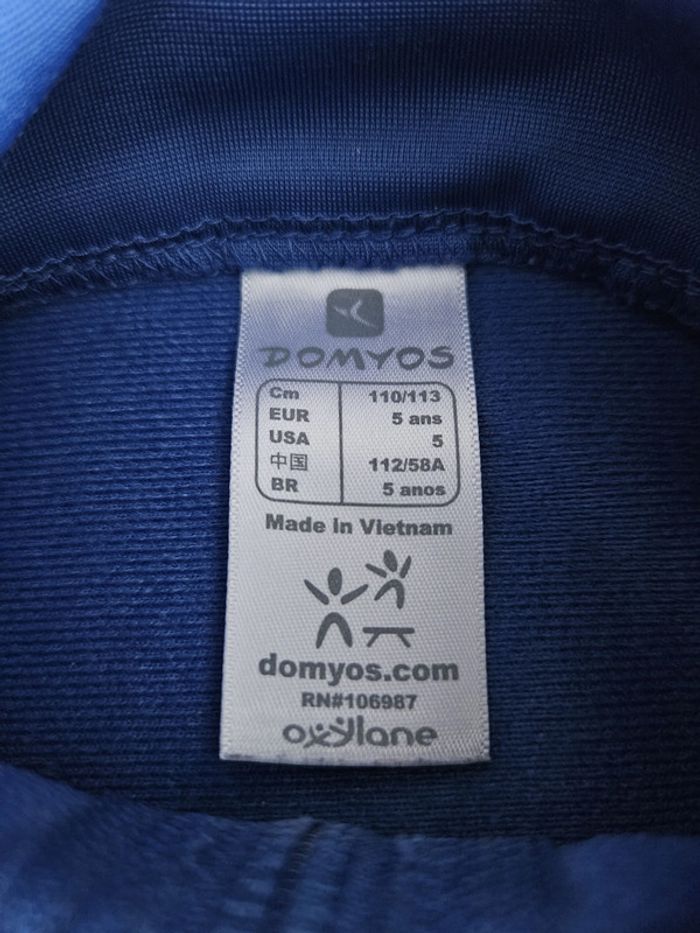 DOMYOS
Cm 110/113
EUR 5 ans
USA 5
中国 112/58A
BR 5 anos
Made in Vietnam
domyos.com
RN#106987
oxylane